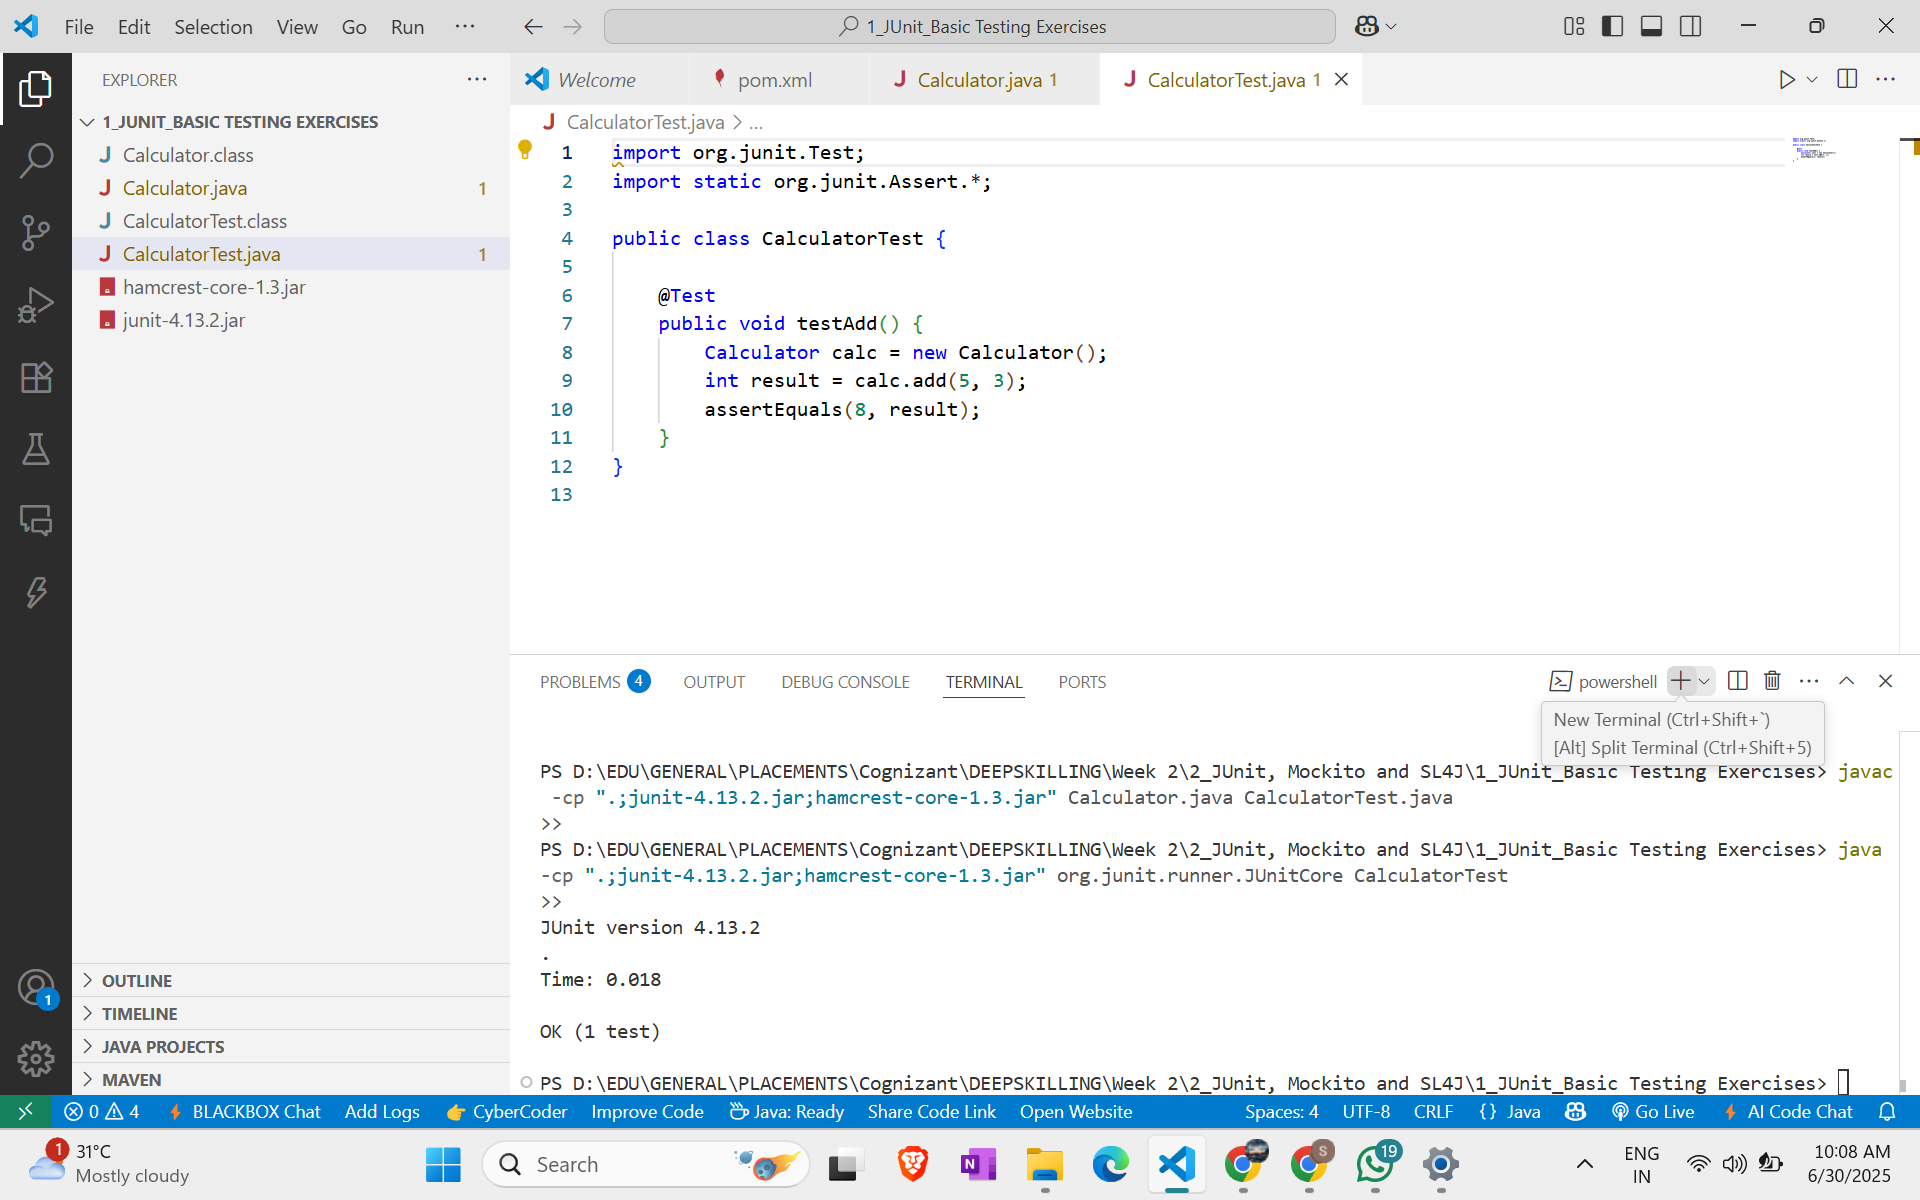 File Edit Selection View Go Run ...
1_JUnit_Basic Testing Exercises
EXPLORER ...
1_JUNIT_BASIC TESTING EXERCISES
Calculator.class
Calculator.java 1
CalculatorTest.class
CalculatorTest.java 1
hamcrest-core-1.3.jar
junit-4.13.2.jar
OUTLINE
TIMELINE
JAVA PROJECTS
MAVEN
1
Welcome pom.xml Calculator.java 1 CalculatorTest.java 1
CalculatorTest.java > ...
1 import org.junit.Test;
2 import static org.junit.Assert.*;
3
4 public class CalculatorTest {
5
6 @Test
7 public void testAdd() {
8 Calculator calc = new Calculator();
9 int result = calc.add(5, 3);
10 assertEquals(8, result);
11 }
12 }
13
PROBLEMS 4 OUTPUT DEBUG CONSOLE TERMINAL PORTS powershell
New Terminal (Ctrl+Shift+`)
[Alt] Split Terminal (Ctrl+Shift+5)
PS D:\EDU\GENERAL\PLACEMENTS\Cognizant\DEEPSKILLING\Week 2\2_JUnit, Mockito and SL4J\1_JUnit_Basic Testing Exercises> javac
-cp ".;junit-4.13.2.jar;hamcrest-core-1.3.jar" Calculator.java CalculatorTest.java
>>
PS D:\EDU\GENERAL\PLACEMENTS\Cognizant\DEEPSKILLING\Week 2\2_JUnit, Mockito and SL4J\1_JUnit_Basic Testing Exercises> java
-cp ".;junit-4.13.2.jar;hamcrest-core-1.3.jar" org.junit.runner.JUnitCore CalculatorTest
>>
JUnit version 4.13.2
.
Time: 0.018
OK (1 test)
PS D:\EDU\GENERAL\PLACEMENTS\Cognizant\DEEPSKILLING\Week 2\2_JUnit, Mockito and SL4J\1_JUnit_Basic Testing Exercises>
0 4 BLACKBOX Chat Add Logs CyberCoder Improve Code Java: Ready Share Code Link Open Website Spaces: 4 UTF-8 CRLF {} Java Go Live AI Code Chat
1 31°C
Mostly cloudy
Search
S
19
ENG
IN
10:08 AM
6/30/2025